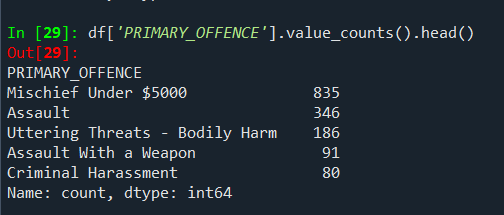 In [29]: df['PRIMARY_OFFENCE'].value_counts().head()
Out[29]:
PRIMARY_OFFENCE
Mischief Under $5000 835
Assault 346
Uttering Threats - Bodily Harm 186
Assault With a Weapon 91
Criminal Harassment 80
Name: count, dtype: int64